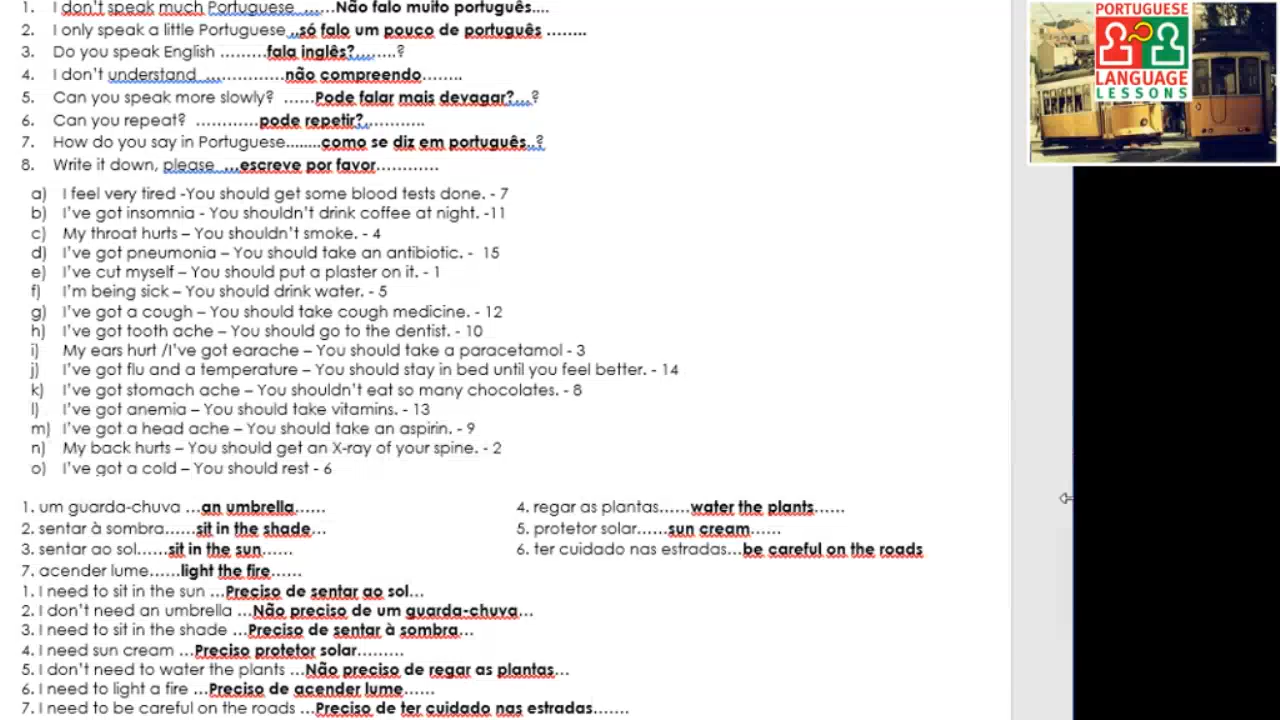 1. I don't speak much Portuguese ......Não falo muito português....
2. I only speak a little Portuguese ..só falo um pouco de português ........
3. Do you speak English .........fala inglês?........?
4. I don't understand ...............não compreendo........
5. Can you speak more slowly? ......Pode falar mais devagar?....?
6. Can you repeat? ............pode repetir?............
7. How do you say in Portuguese........como se diz em português..?
8. Write it down, please ...escreve por favor............
a) I feel very tired -You should get some blood tests done. - 7
b) I've got insomnia - You shouldn't drink coffee at night. -11
c) My throat hurts – You shouldn't smoke. - 4
d) I've got pneumonia – You should take an antibiotic. - 15
e) I've cut myself – You should put a plaster on it. - 1
f) I'm being sick – You should drink water. - 5
g) I've got a cough – You should take cough medicine. - 12
h) I've got tooth ache – You should go to the dentist. - 10
i) My ears hurt /I've got earache – You should take a paracetamol - 3
j) I've got flu and a temperature – You should stay in bed until you feel better. - 14
k) I've got stomach ache – You shouldn't eat so many chocolates. - 8
l) I've got anemia – You should take vitamins. - 13
m) I've got a head ache – You should take an aspirin. - 9
n) My back hurts – You should get an X-ray of your spine. - 2
o) I've got a cold – You should rest - 6
1. um guarda-chuva ...an umbrella......
2. sentar à sombra......sit in the shade...
3. sentar ao sol......sit in the sun......
4. regar as plantas......water the plants......
5. protetor solar......sun cream......
6. ter cuidado nas estradas...be careful on the roads
7. acender lume......light the fire......
1. I need to sit in the sun ...Preciso de sentar ao sol...
2. I don't need an umbrella ...Não preciso de um guarda-chuva...
3. I need to sit in the shade ...Preciso de sentar à sombra...
4. I need sun cream ...Preciso protetor solar.........
5. I don't need to water the plants ...Não preciso de regar as plantas...
6. I need to light a fire ...Preciso de acender lume......
7. I need to be careful on the roads ...Preciso de ter cuidado nas estradas.......
PORTUGUESE
LANGUAGE
LESSONS